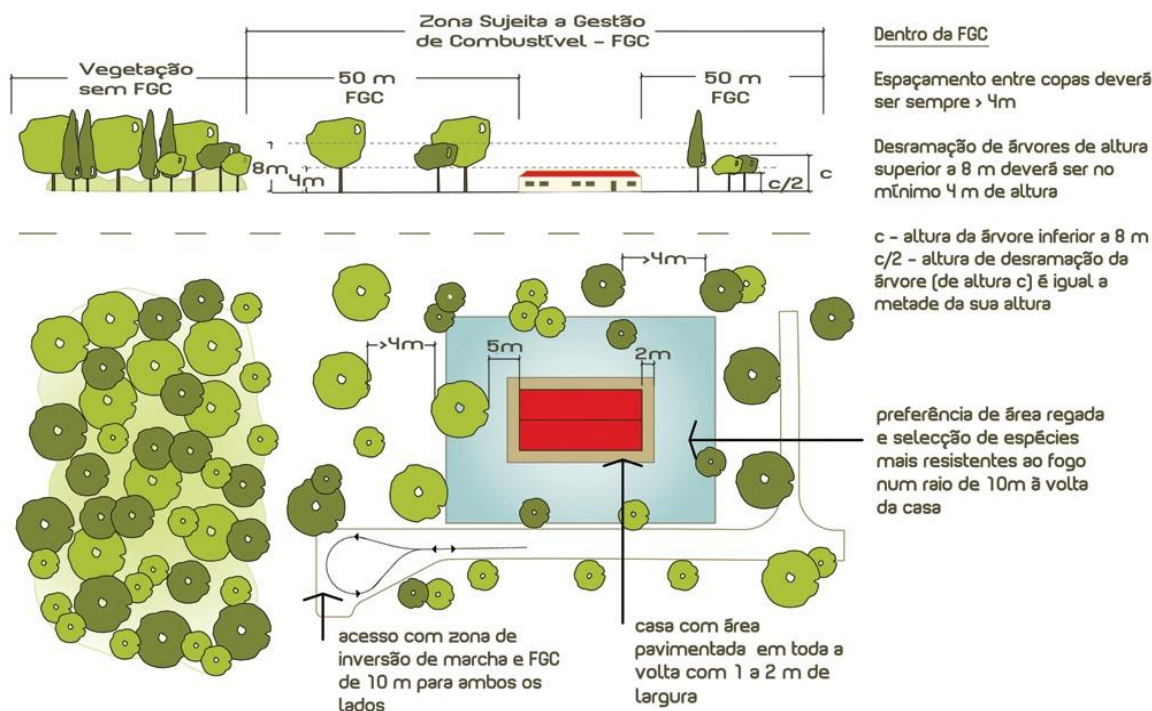 Zona Sujeita a Gestão
de Combustível - FGC
Vegetação
sem FGC
50 m
FGC
50 m
FGC
8m
4m
c/2
c
Dentro da FGC
Espaçamento entre copas deverá
ser sempre > 4m
Desramação de árvores de altura
superior a 8 m deverá ser no
mínimo 4 m de altura
c - altura da árvore inferior a 8 m
c/2 - altura de desramação da
árvore (de altura c) é igual a
metade da sua altura
>4m
>4m
5m
2m
preferência de área regada
e selecção de espécies
mais resistentes ao fogo
num raio de 10m à volta
da casa
acesso com zona de
inversão de marcha e FGC
de 10 m para ambos os
lados
casa com área
pavimentada em toda a
volta com 1 a 2 m de
largura